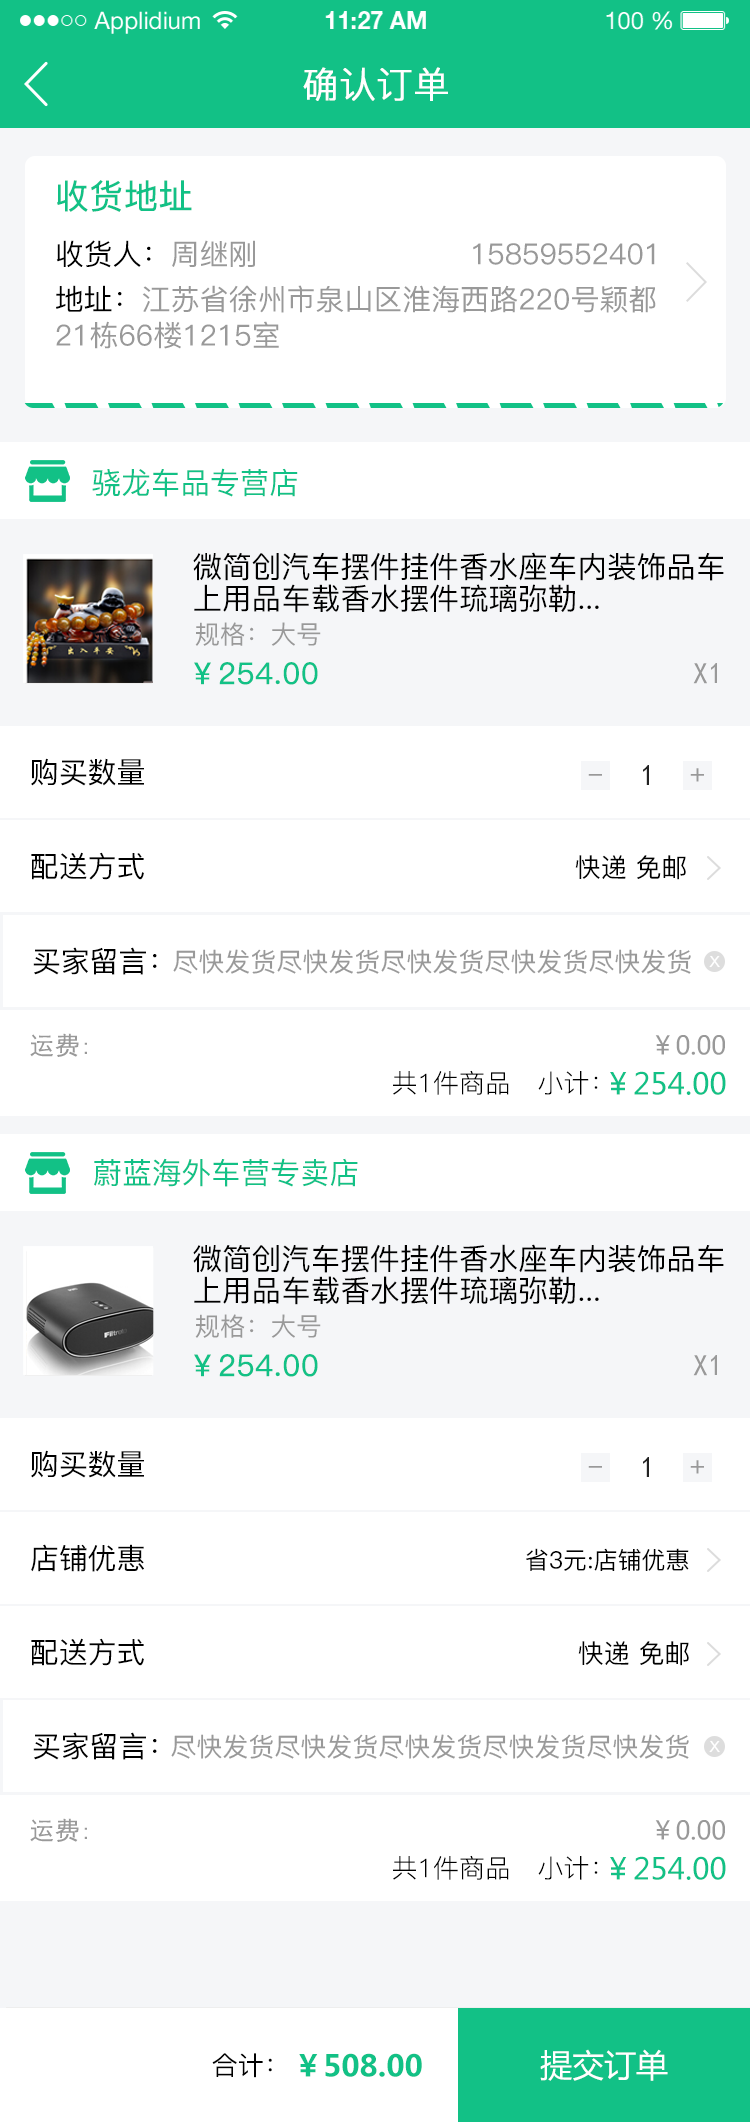 Applidium 11:27 AM 100 %
确认订单
收货地址
收货人：周继刚 15859552401
地址：江苏省徐州市泉山区淮海西路220号颖都
21栋66楼1215室
骁龙车品专营店
微简创汽车摆件挂件香水座车内装饰品车
上用品车载香水摆件琉璃弥勒...
出入平安
规格：大号
¥254.00 X1
购买数量 − 1 +
配送方式 快递 免邮
买家留言：尽快发货尽快发货尽快发货尽快发货尽快发货
运费： ¥0.00
共1件商品 小计：¥254.00
蔚蓝海外车营专卖店
微简创汽车摆件挂件香水座车内装饰品车
上用品车载香水摆件琉璃弥勒...
规格：大号
¥254.00 X1
购买数量 − 1 +
店铺优惠 省3元:店铺优惠
配送方式 快递 免邮
买家留言：尽快发货尽快发货尽快发货尽快发货尽快发货
运费： ¥0.00
共1件商品 小计：¥254.00
合计：¥508.00 提交订单